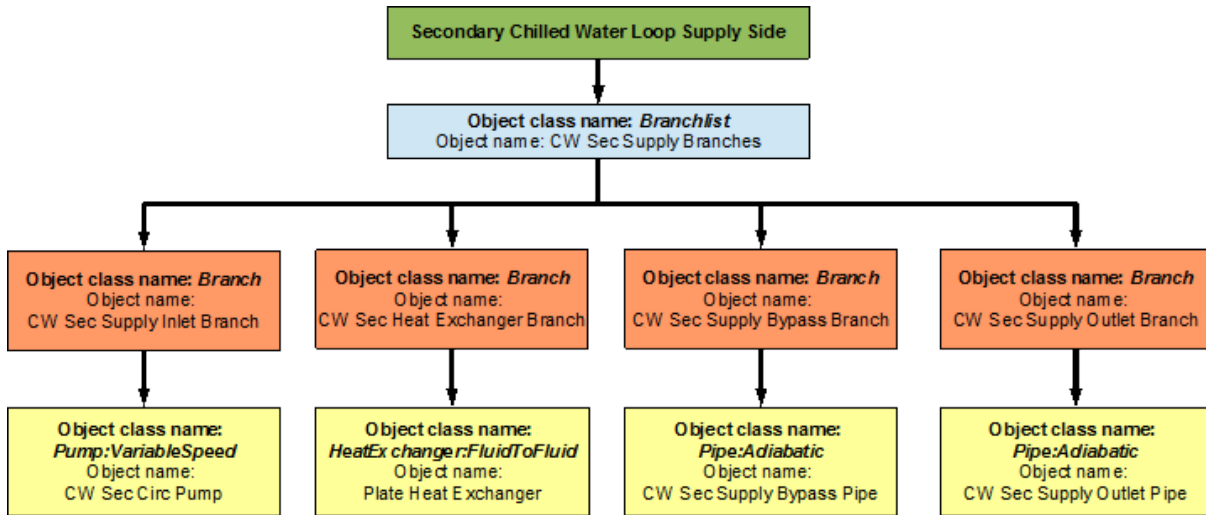 Secondary Chilled Water Loop Supply Side
Object class name: Branchlist
Object name: CW Sec Supply Branches
Object class name: Branch
Object name:
CW Sec Supply Inlet Branch
Object class name: Branch
Object name:
CW Sec Heat Exchanger Branch
Object class name: Branch
Object name:
CW Sec Supply Bypass Branch
Object class name: Branch
Object name:
CW Sec Supply Outlet Branch
Object class name:
Pump:VariableSpeed
Object name:
CW Sec Circ Pump
Object class name:
HeatExchanger:FluidToFluid
Object name:
Plate Heat Exchanger
Object class name:
Pipe:Adiabatic
Object name:
CW Sec Supply Bypass Pipe
Object class name:
Pipe:Adiabatic
Object name:
CW Sec Supply Outlet Pipe